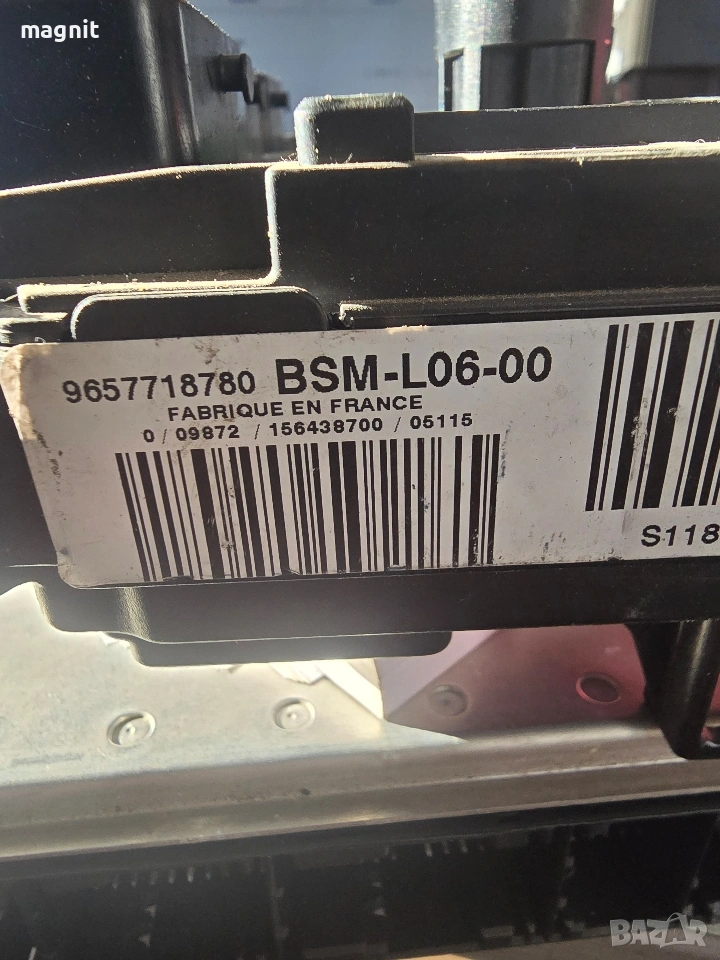 magnit
9657718780 BSM-L06-00
FABRIQUE EN FRANCE
0 / 09872 / 156438700 / 05115
S118
BAZAR